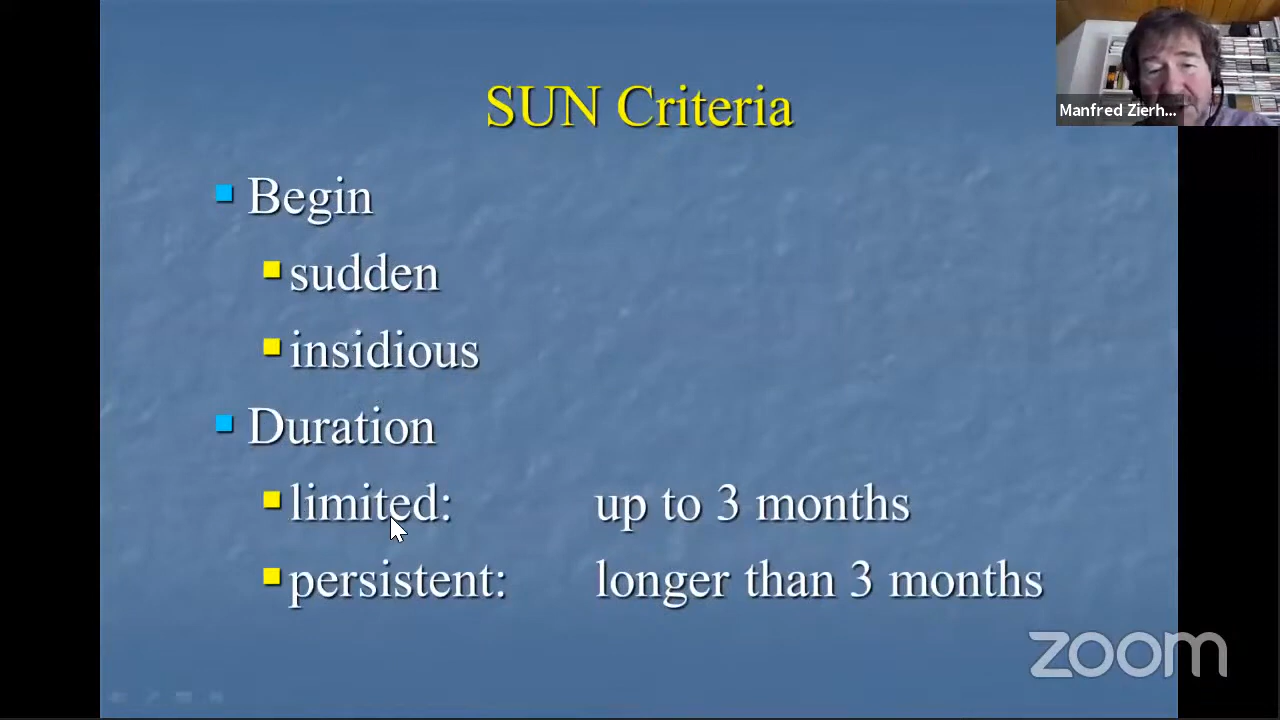 SUN Criteria
Manfred Zierh...
Begin
sudden
insidious
Duration
limited: up to 3 months
persistent: longer than 3 months
zoom